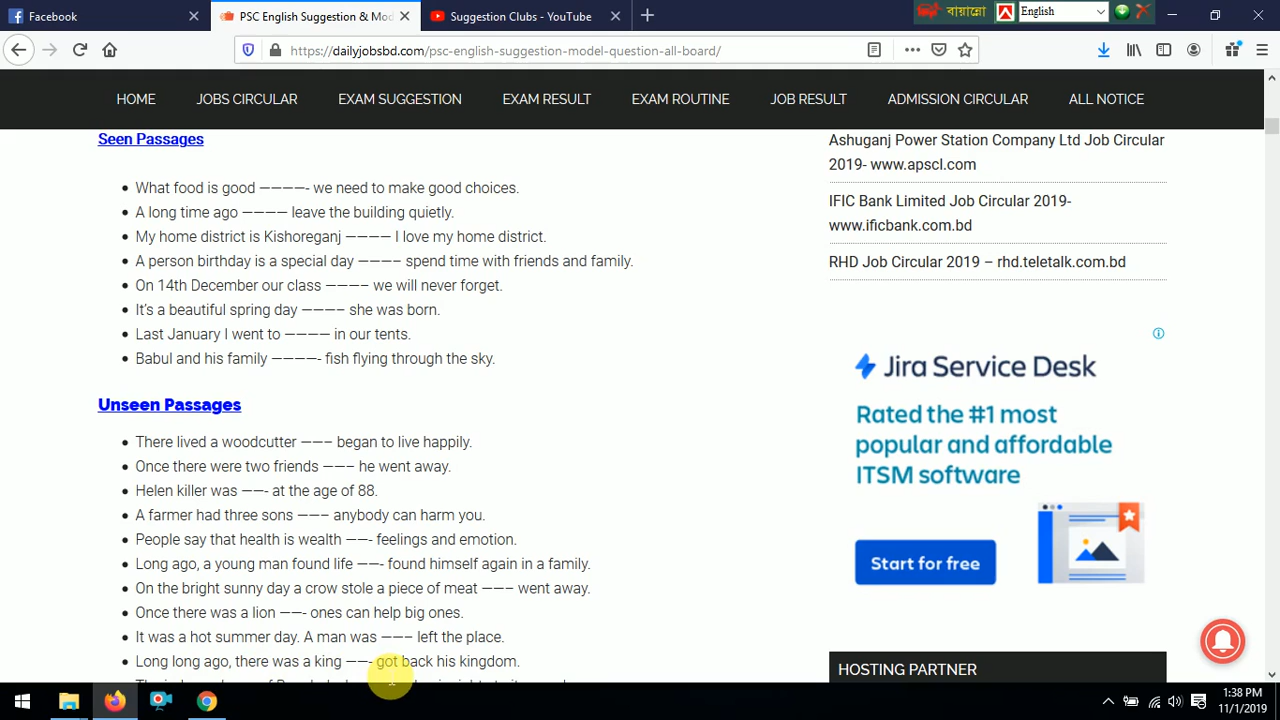 Facebook
PSC English Suggestion & Mod
Suggestion Clubs - YouTube
বায়ান্নো
English
https://dailyjobsbd.com/psc-english-suggestion-model-question-all-board/
HOME JOBS CIRCULAR EXAM SUGGESTION EXAM RESULT EXAM ROUTINE JOB RESULT ADMISSION CIRCULAR ALL NOTICE
Seen Passages
What food is good ————- we need to make good choices.
A long time ago ———— leave the building quietly.
My home district is Kishoreganj ———— I love my home district.
A person birthday is a special day ———– spend time with friends and family.
On 14th December our class ———– we will never forget.
It's a beautiful spring day ———– she was born.
Last January I went to ———— in our tents.
Babul and his family ————- fish flying through the sky.
Unseen Passages
There lived a woodcutter ——– began to live happily.
Once there were two friends ——– he went away.
Helen killer was ——- at the age of 88.
A farmer had three sons ——– anybody can harm you.
People say that health is wealth ——- feelings and emotion.
Long ago, a young man found life ——- found himself again in a family.
On the bright sunny day a crow stole a piece of meat ——– went away.
Once there was a lion ——- ones can help big ones.
It was a hot summer day. A man was ——– left the place.
Long long ago, there was a king ——- got back his kingdom.
Ashuganj Power Station Company Ltd Job Circular
2019- www.apscl.com
IFIC Bank Limited Job Circular 2019-
www.ificbank.com.bd
RHD Job Circular 2019 – rhd.teletalk.com.bd
Jira Service Desk
Rated the #1 most
popular and affordable
ITSM software
Start for free
HOSTING PARTNER
1:38 PM
11/1/2019